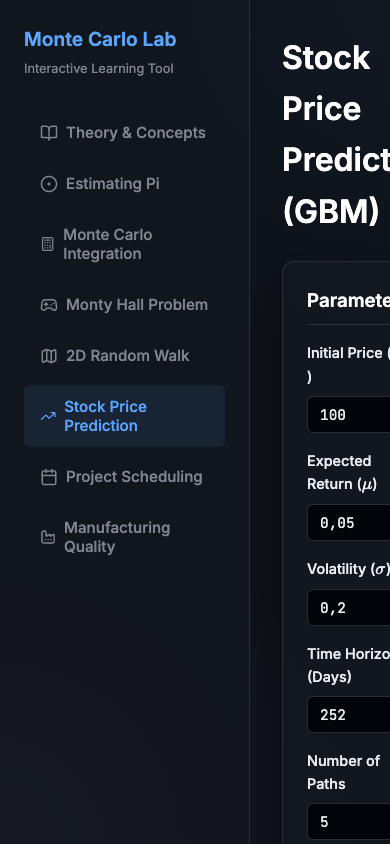 Monte Carlo Lab
Interactive Learning Tool
Theory & Concepts
Estimating Pi
Monte Carlo
Integration
Monty Hall Problem
2D Random Walk
Stock Price
Prediction
Project Scheduling
Manufacturing
Quality
Stock
Price
Predict
(GBM)
Paramete
Initial Price (
)
100
Expected
Return (μ)
0,05
Volatility (σ)
0,2
Time Horizo
(Days)
252
Number of
Paths
5